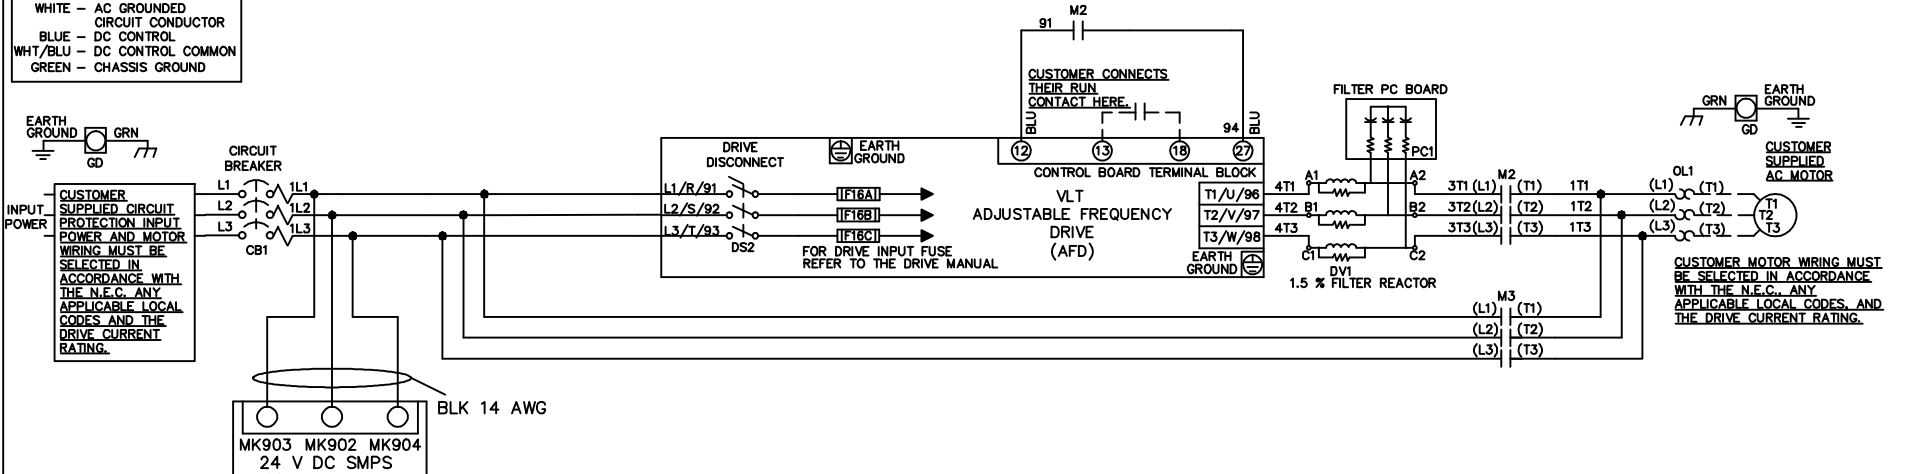 WHITE – AC GROUNDED
CIRCUIT CONDUCTOR
BLUE – DC CONTROL
WHT/BLU – DC CONTROL COMMON
GREEN – CHASSIS GROUND
EARTH
GROUND
GRN
GD
INPUT
POWER
CUSTOMER
SUPPLIED CIRCUIT
PROTECTION INPUT
POWER AND MOTOR
WIRING MUST BE
SELECTED IN
ACCORDANCE WITH
THE N.E.C. ANY
APPLICABLE LOCAL
CODES AND THE
DRIVE CURRENT
RATING.
CIRCUIT
BREAKER
L1
L2
L3
1L1
1L2
1L3
CB1
BLK 14 AWG
MK903 MK902 MK904
24 V DC SMPS
L1/R/91
L2/S/92
L3/T/93
DRIVE
DISCONNECT
DS2
EARTH
GROUND
F16A
F16B
F16C
FOR DRIVE INPUT FUSE
REFER TO THE DRIVE MANUAL
91
M2
CUSTOMER CONNECTS
THEIR RUN
CONTACT HERE.
BLU
94
BLU
12
13
18
27
CONTROL BOARD TERMINAL BLOCK
VLT
ADJUSTABLE FREQUENCY
DRIVE
(AFD)
T1/U/96
T2/V/97
T3/W/98
EARTH
GROUND
4T1
4T2
4T3
A1
B1
C1
A2
B2
C2
DV1
1.5 % FILTER REACTOR
FILTER PC BOARD
PC1
M2
3T1 (L1) (T1) 1T1
3T2(L2) (T2) 1T2
3T3(L3) (T3) 1T3
M3
(L1) (T1)
(L2) (T2)
(L3) (T3)
GRN
GD
EARTH
GROUND
CUSTOMER
SUPPLIED
AC MOTOR
OL1
(L1) (T1)
(L2) (T2)
(L3) (T3)
T1
T2
T3
CUSTOMER MOTOR WIRING MUST
BE SELECTED IN ACCORDANCE
WITH THE N.E.C., ANY
APPLICABLE LOCAL CODES, AND
THE DRIVE CURRENT RATING.